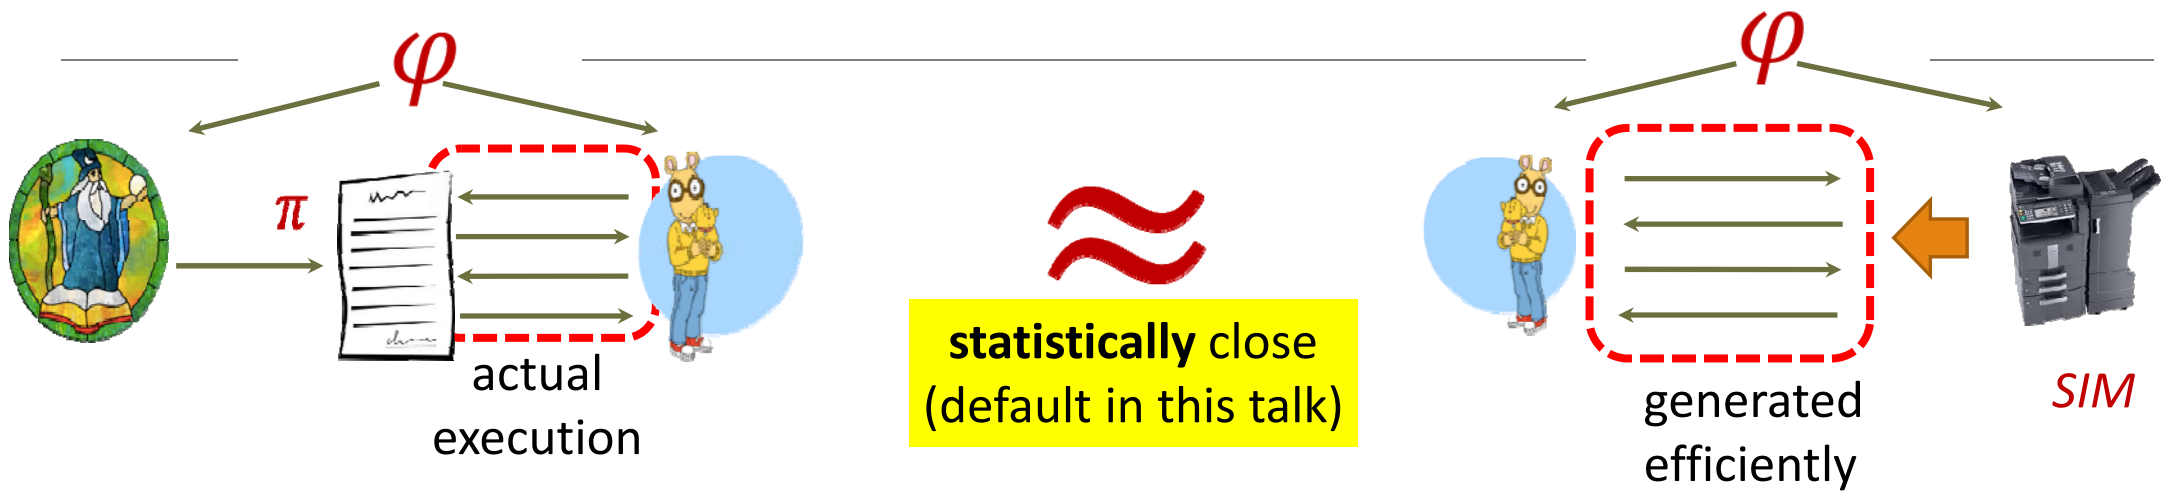 φ
φ
π
≈
statistically close
(default in this talk)
actual
execution
generated
efficiently
SIM